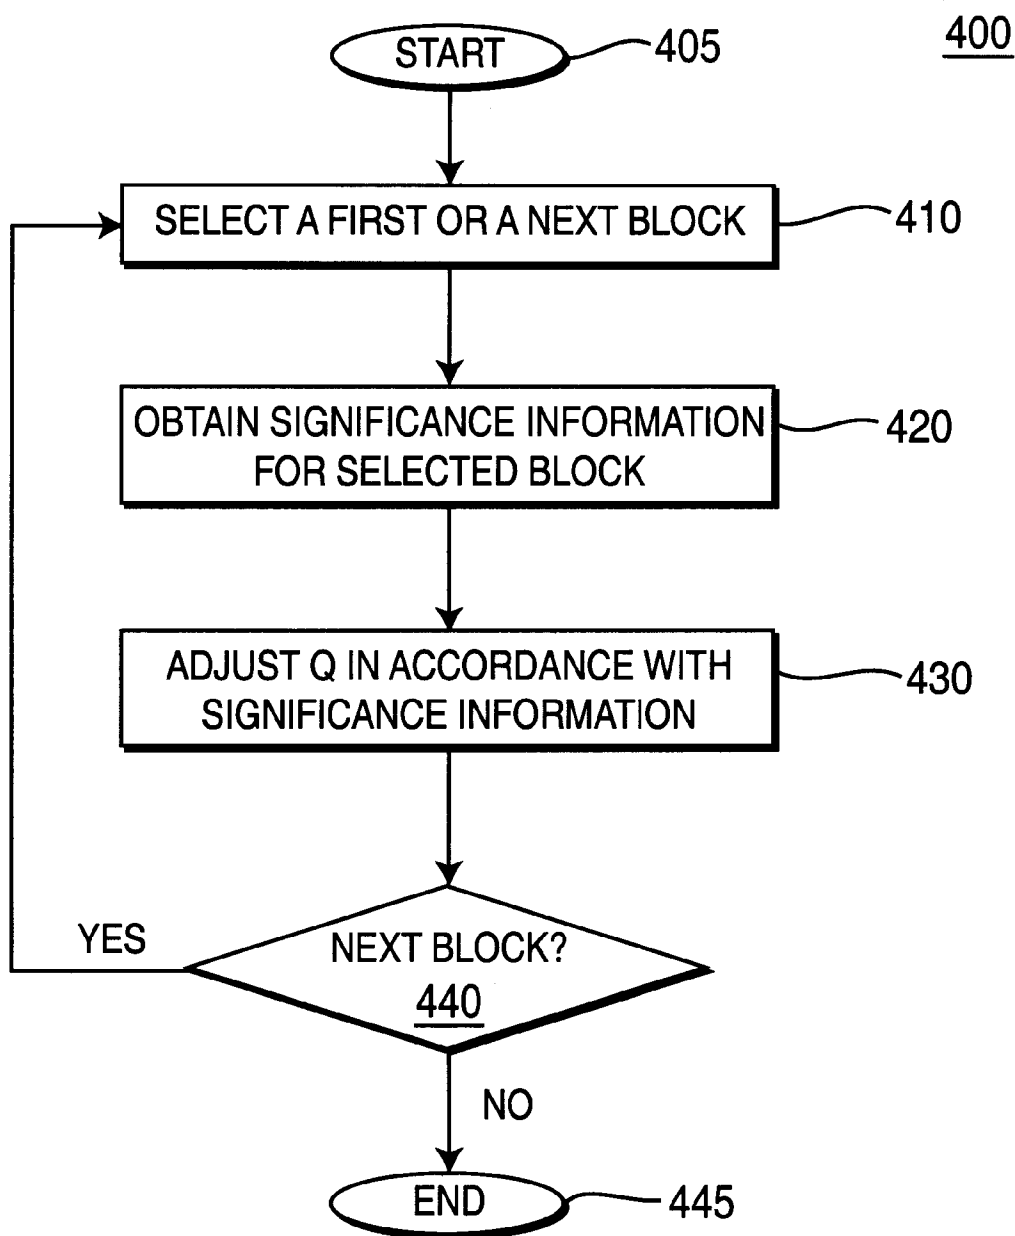 400
START
405
SELECT A FIRST OR A NEXT BLOCK
410
OBTAIN SIGNIFICANCE INFORMATION
FOR SELECTED BLOCK
420
ADJUST Q IN ACCORDANCE WITH
SIGNIFICANCE INFORMATION
430
YES
NEXT BLOCK?
440
NO
END
445